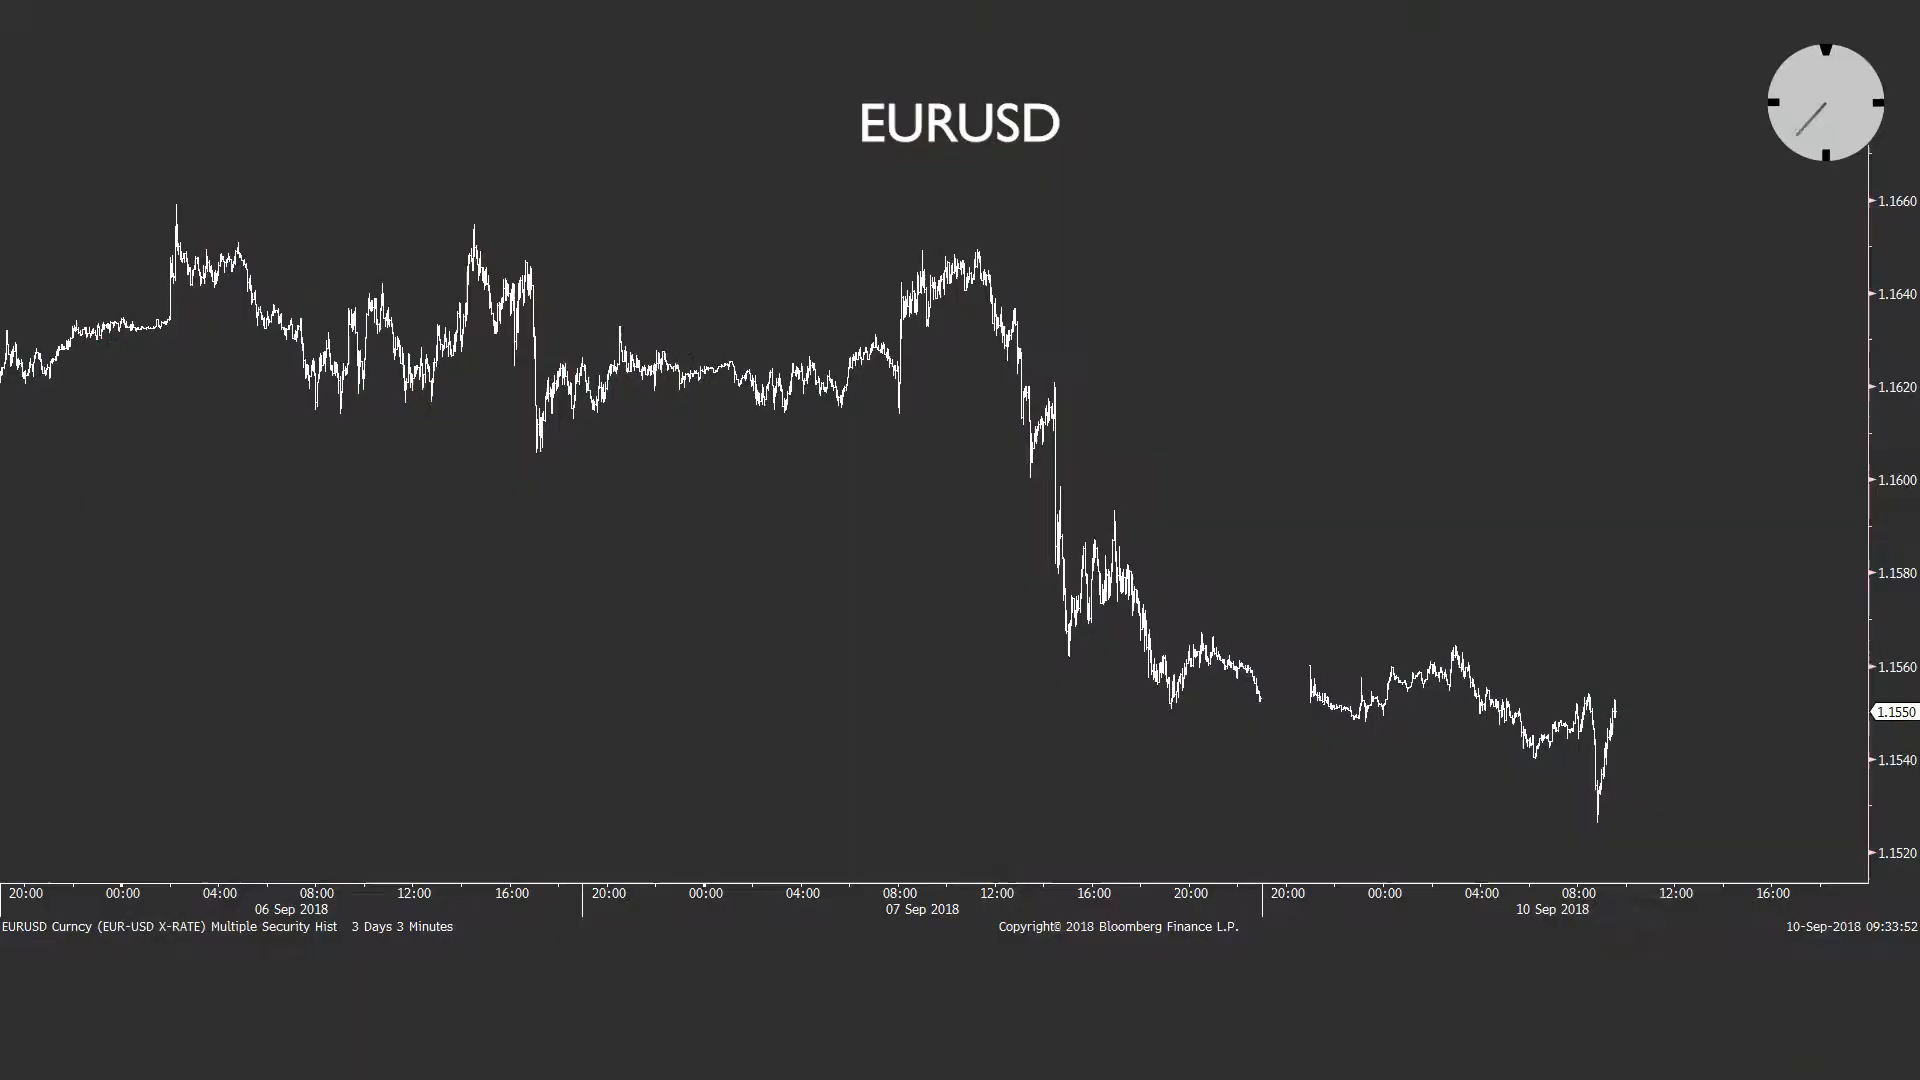 EURUSD
1.1660
1.1640
1.1620
1.1600
1.1580
1.1560
1.1550
1.1540
1.1520
20:00 00:00 04:00 08:00 12:00 16:00 20:00 00:00 04:00 08:00 12:00 16:00 20:00 20:00 00:00 04:00 08:00 12:00 16:00
06 Sep 2018 07 Sep 2018 10 Sep 2018
EURUSD Curncy (EUR-USD X-RATE) Multiple Security Hist 3 Days 3 Minutes Copyright© 2018 Bloomberg Finance L.P. 10-Sep-2018 09:33:52